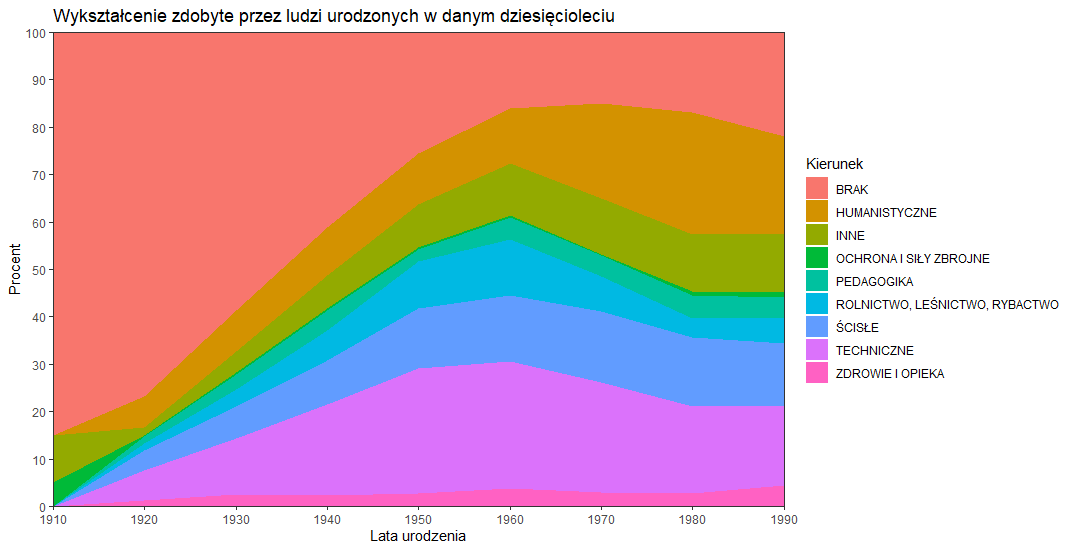 Wykształcenie zdobyte przez ludzi urodzonych w danym dziesięcioleciu
100
90
80
70
60
50
40
30
20
10
0
Procent
1910 1920 1930 1940 1950 1960 1970 1980 1990
Lata urodzenia
Kierunek
BRAK
HUMANISTYCZNE
INNE
OCHRONA I SIŁY ZBROJNE
PEDAGOGIKA
ROLNICTWO, LEŚNICTWO, RYBACTWO
ŚCISŁE
TECHNICZNE
ZDROWIE I OPIEKA